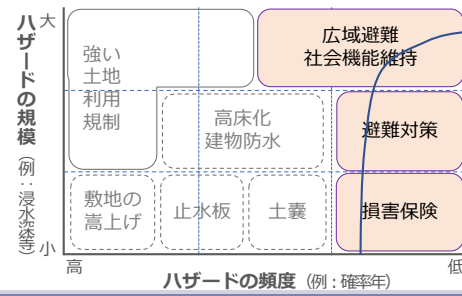 大
ハザードの規模
（例：浸水深等）
小
強い
土地
利用
規制
広域避難
社会機能維持
高床化
建物防水
避難対策
敷地の
嵩上げ
止水板
土嚢
損害保険
高
低
ハザードの頻度（例：確率年）